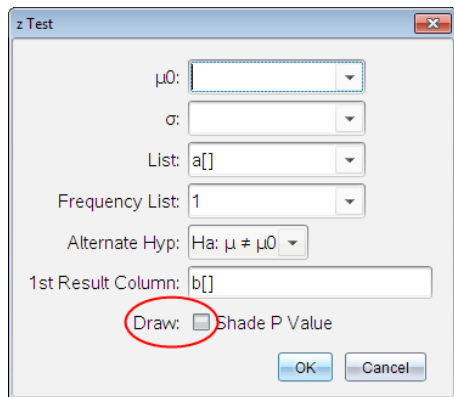 z Test
μ0:
σ:
List: a[]
Frequency List: 1
Alternate Hyp: Ha: μ ≠ μ0
1st Result Column: b[]
Draw: Shade P Value
OK Cancel